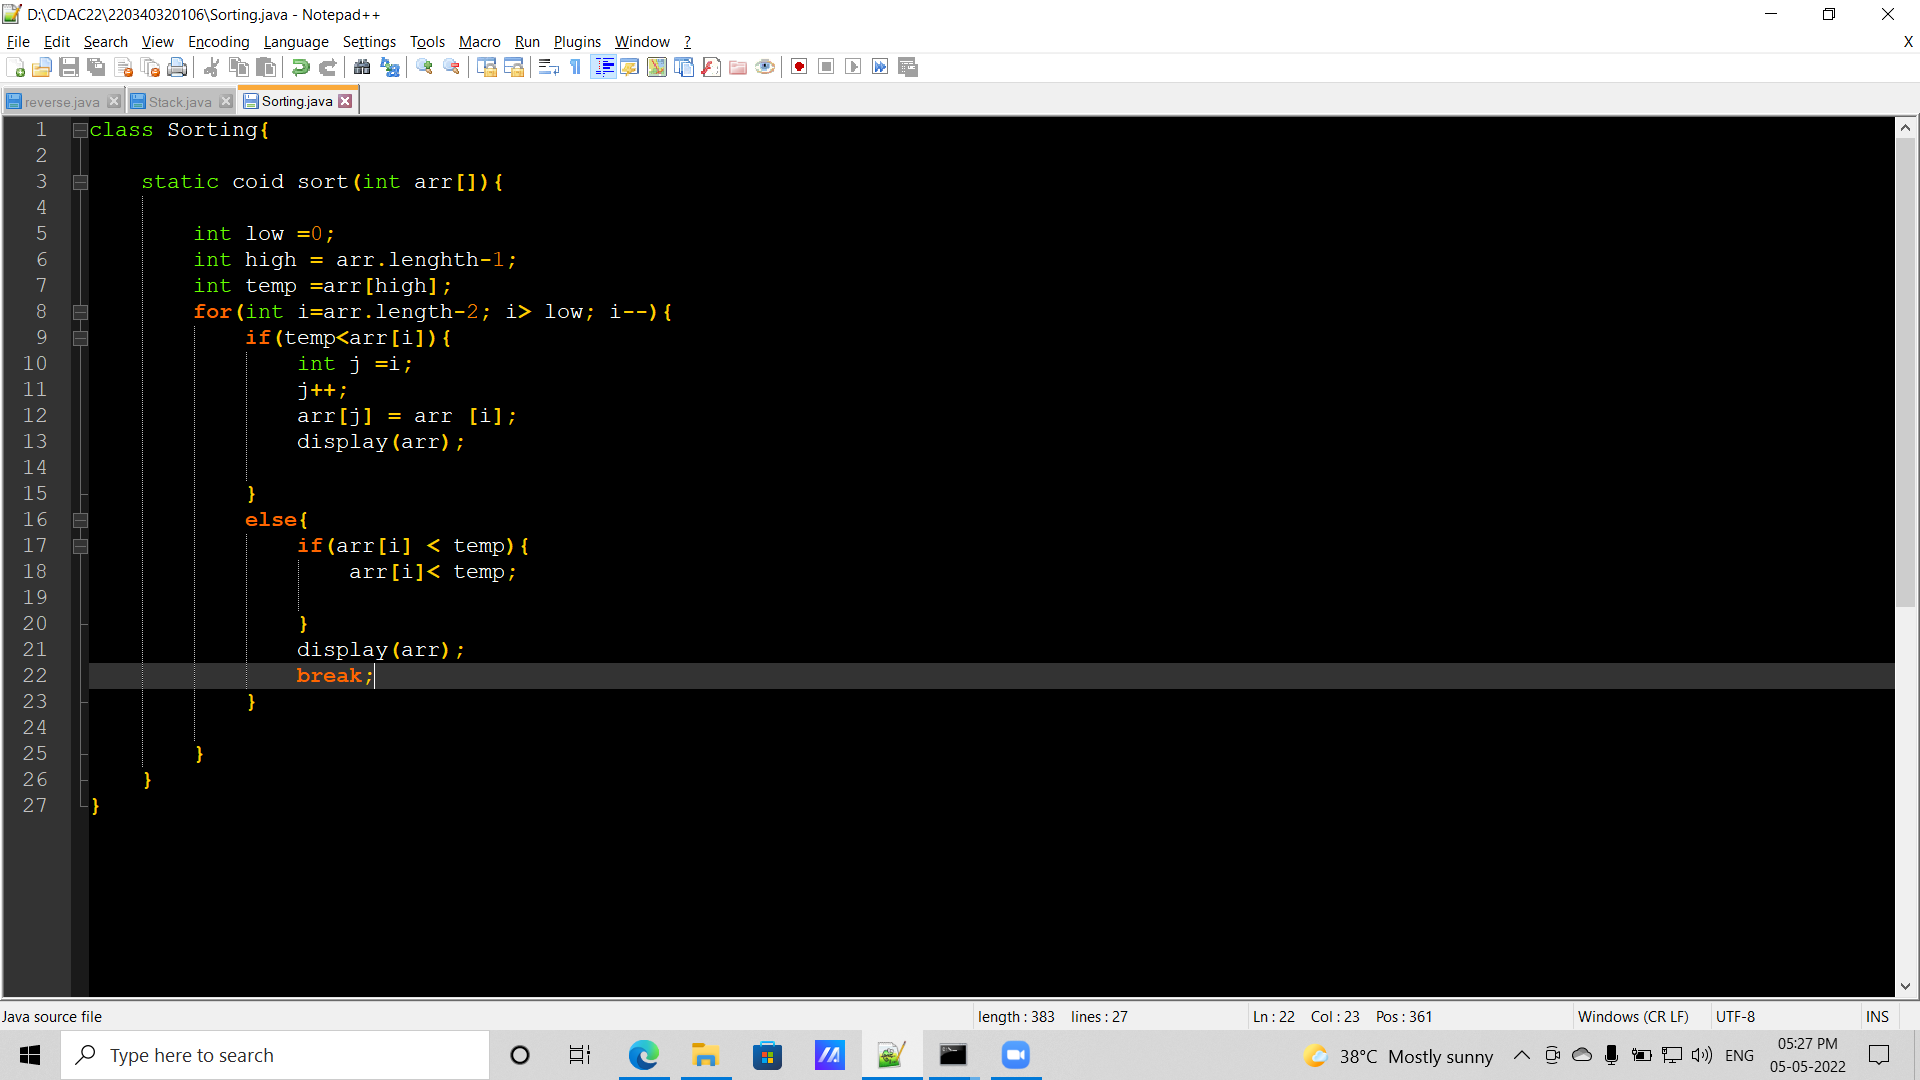 D:\CDAC22\220340320106\Sorting.java - Notepad++
File Edit Search View Encoding Language Settings Tools Macro Run Plugins Window ? X
reverse.java Stack.java Sorting.java
1 class Sorting{
2
3 static coid sort(int arr[]){
4
5 int low =0;
6 int high = arr.lenghth-1;
7 int temp =arr[high];
8 for(int i=arr.length-2; i> low; i--){
9 if(temp<arr[i]){
10 int j =i;
11 j++;
12 arr[j] = arr [i];
13 display(arr);
14
15 }
16 else{
17 if(arr[i] < temp){
18 arr[i]< temp;
19
20 }
21 display(arr);
22 break;
23 }
24
25 }
26 }
27 }
Java source file length : 383 lines : 27 Ln : 22 Col : 23 Pos : 361 Windows (CR LF) UTF-8 INS
Type here to search 38°C Mostly sunny ENG 05:27 PM
05-05-2022